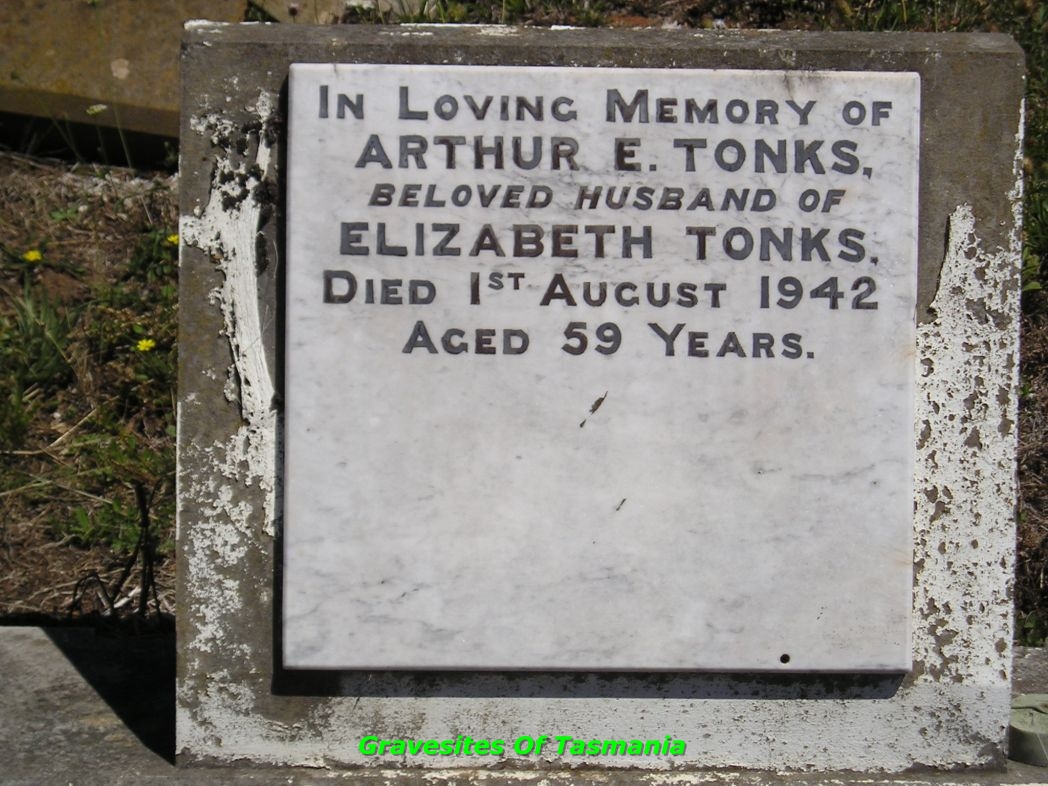 In Loving Memory of
ARTHUR E. TONKS,
BELOVED HUSBAND OF
ELIZABETH TONKS.
Died 1st August 1942
Aged 59 Years.
Gravesites Of Tasmania